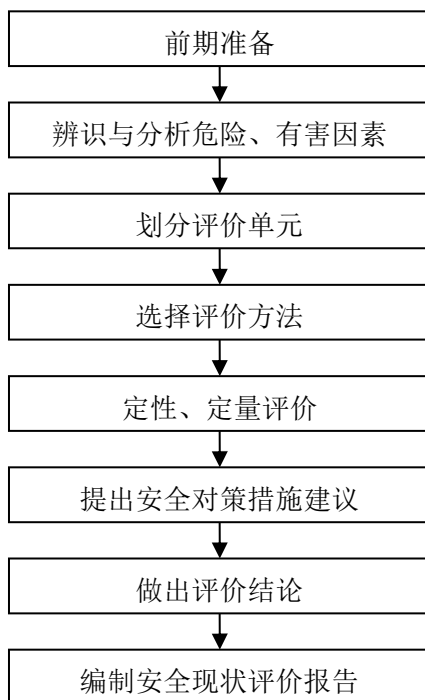 前期准备
辨识与分析危险、有害因素
划分评价单元
选择评价方法
定性、定量评价
提出安全对策措施建议
做出评价结论
编制安全现状评价报告